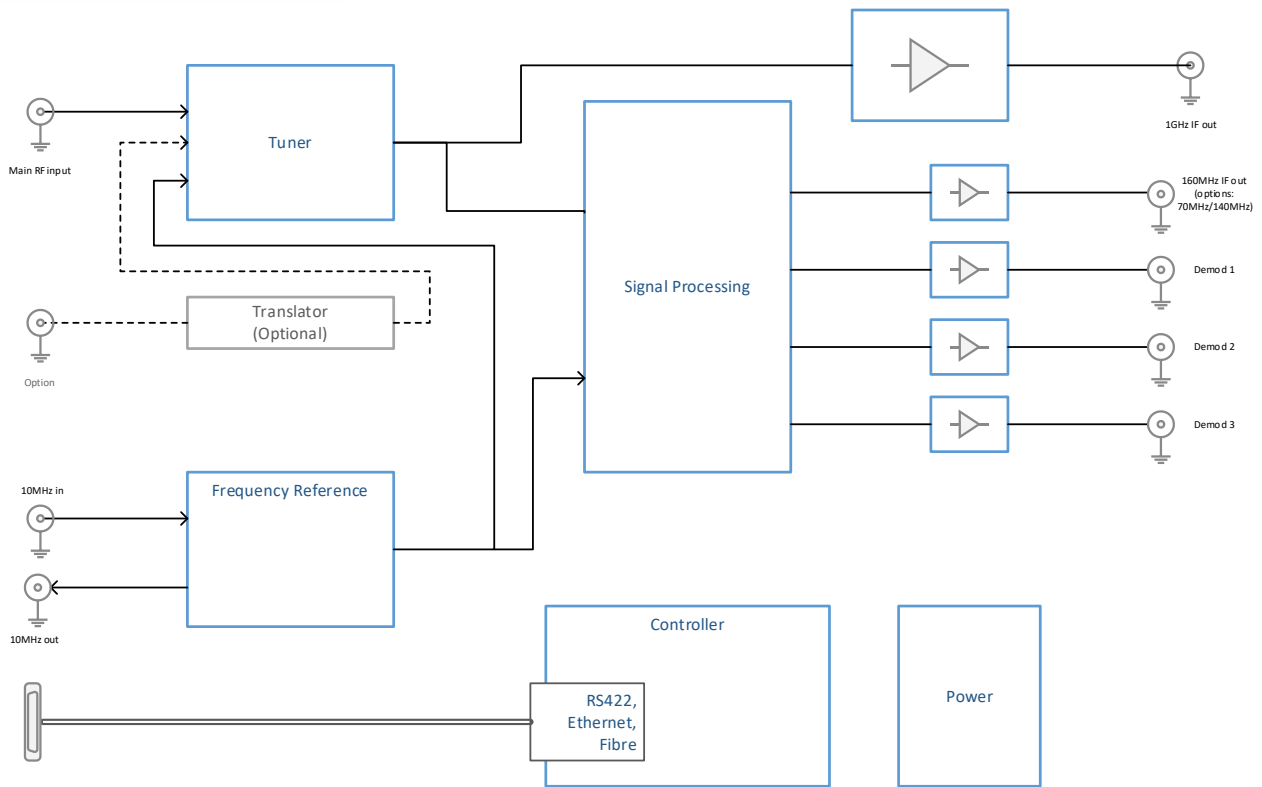 1GHz IF out
Tuner
Main RF input
160MHz IF out
(options:
70MHz/140MHz)
Demod 1
Signal Processing
Translator
(Optional)
Demod 2
Option
Demod 3
10MHz in
Frequency Reference
10MHz out
Controller
RS422,
Ethernet,
Fibre
Power